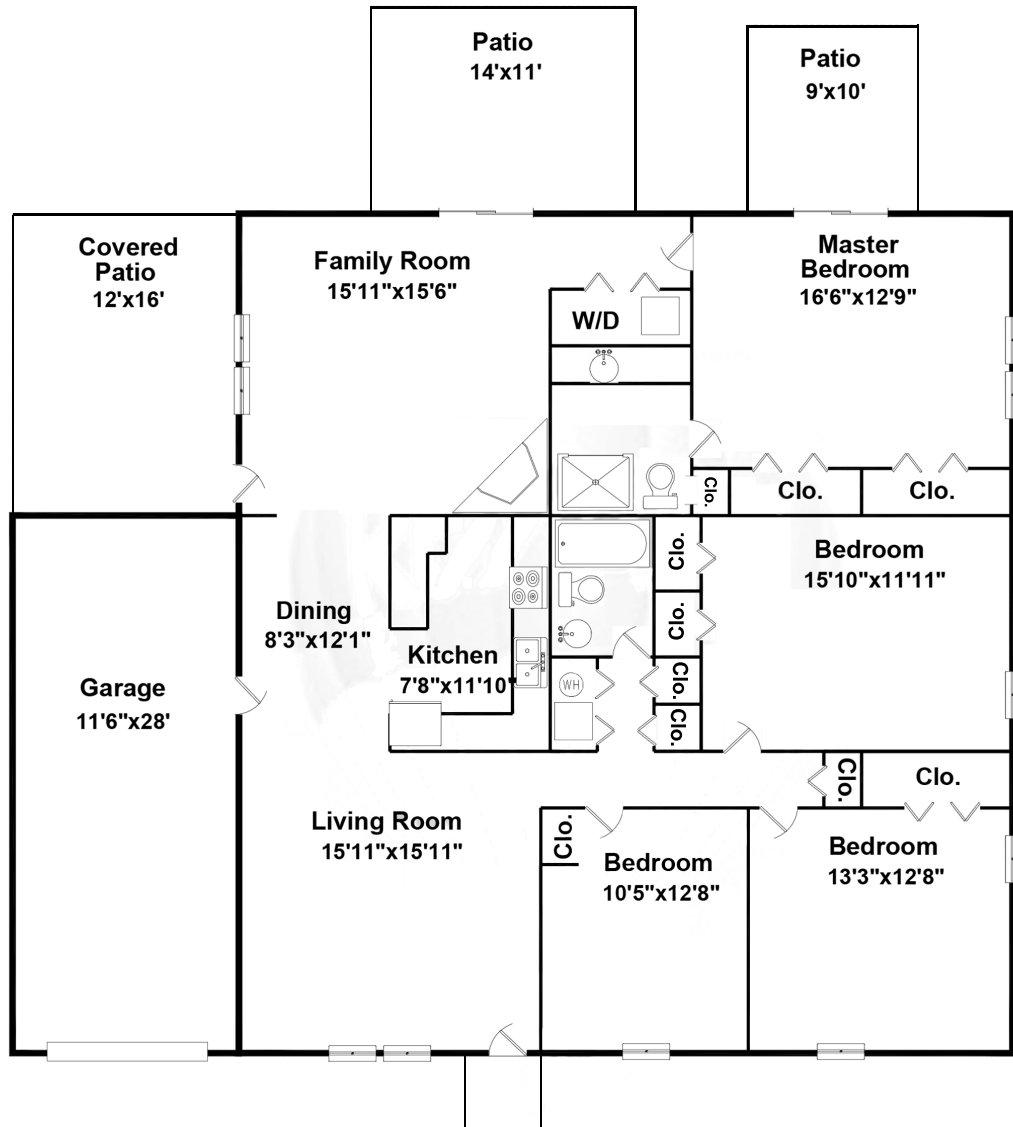 Patio
14'x11'
Patio
9'x10'
Covered
Patio
12'x16'
Family Room
15'11"x15'6"
Master
Bedroom
16'6"x12'9"
W/D
Clo.
Clo.
Clo.
Bedroom
15'10"x11'11"
Clo.
Clo.
Dining
8'3"x12'1"
Kitchen
7'8"x11'10"
Garage
11'6"x28'
WH
Clo.
Clo.
Clo.
Clo.
Living Room
15'11"x15'11"
Clo.
Bedroom
10'5"x12'8"
Bedroom
13'3"x12'8"